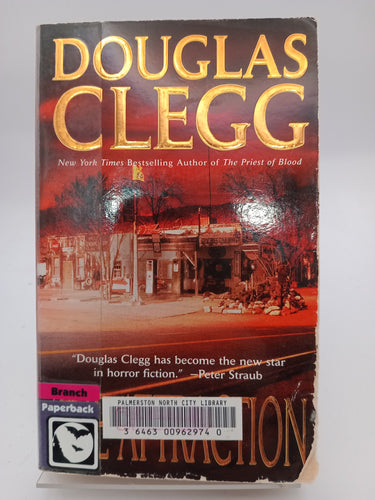 DOUGLAS
CLEGG
New York Times Bestselling Author of The Priest of Blood
"Douglas Clegg has become the new star
in horror fiction." —Peter Straub
Branch
Paperback
PALMERSTON NORTH CITY LIBRARY
3 6463 00962974 0
ATTRACTION